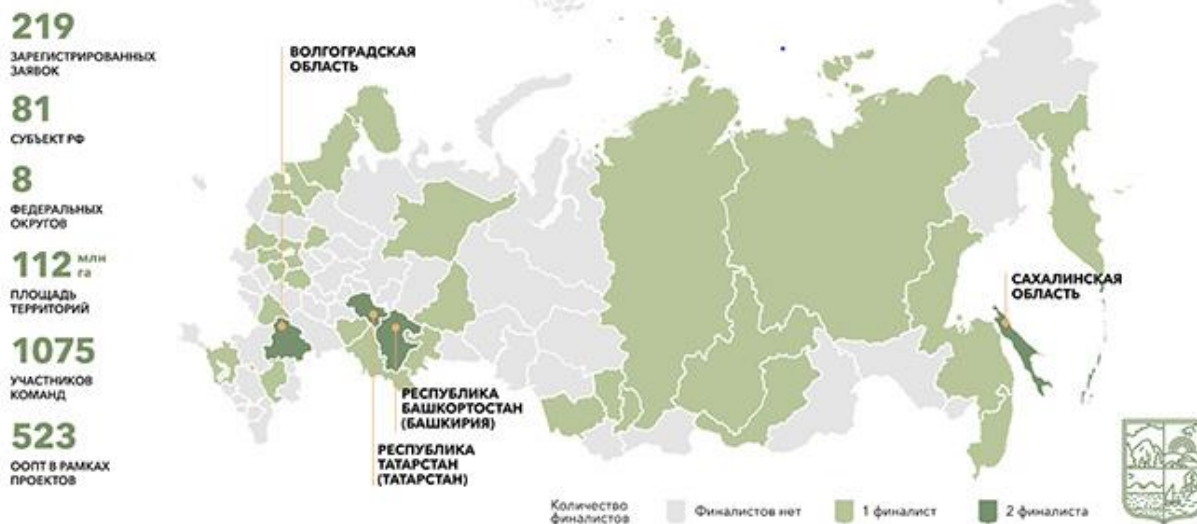 219
ЗАРЕГИСТРИРОВАННЫХ
ЗАЯВОК
81
СУБЪЕКТ РФ
8
ФЕДЕРАЛЬНЫХ
ОКРУГОВ
112 млн
га
ПЛОЩАДЬ
ТЕРРИТОРИЙ
1075
УЧАСТНИКОВ
КОМАНД
523
ООПТ В РАМКАХ
ПРОЕКТОВ
ВОЛГОГРАДСКАЯ
ОБЛАСТЬ
САХАЛИНСКАЯ
ОБЛАСТЬ
РЕСПУБЛИКА
БАШКОРТОСТАН
(БАШКИРИЯ)
РЕСПУБЛИКА
ТАТАРСТАН
(ТАТАРСТАН)
Количество
финалистов
Финалистов нет
1 финалист
2 финалиста